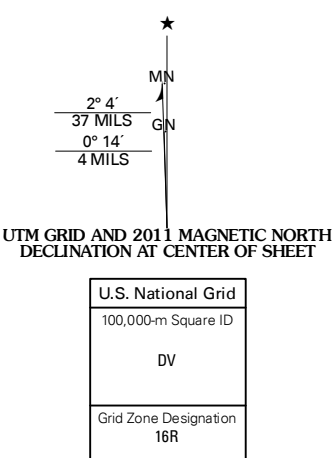 ★
MN
2° 4´
37 MILS
GN
0° 14´
4 MILS
UTM GRID AND 2011 MAGNETIC NORTH
DECLINATION AT CENTER OF SHEET
U.S. National Grid
100,000-m Square ID
DV
Grid Zone Designation
16R